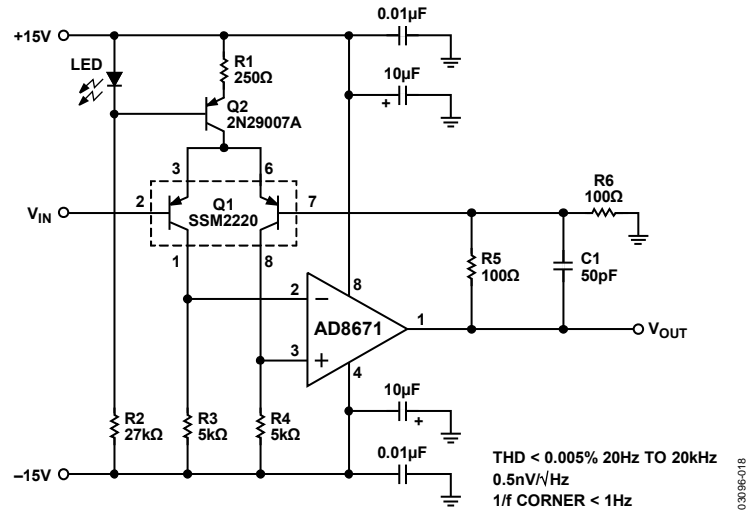 0.01µF
+15V
LED
R1
250Ω
10µF
+
Q2
2N29007A
3
6
R6
100Ω
VIN
2
Q1
SSM2220
7
1
8
R5
100Ω
C1
50pF
2
–
8
AD8671
1
VOUT
3
+
4
10µF
+
R2
27kΩ
R3
5kΩ
R4
5kΩ
0.01µF
–15V
THD < 0.005% 20Hz TO 20kHz
0.5nV/√Hz
1/f CORNER < 1Hz
03096-018